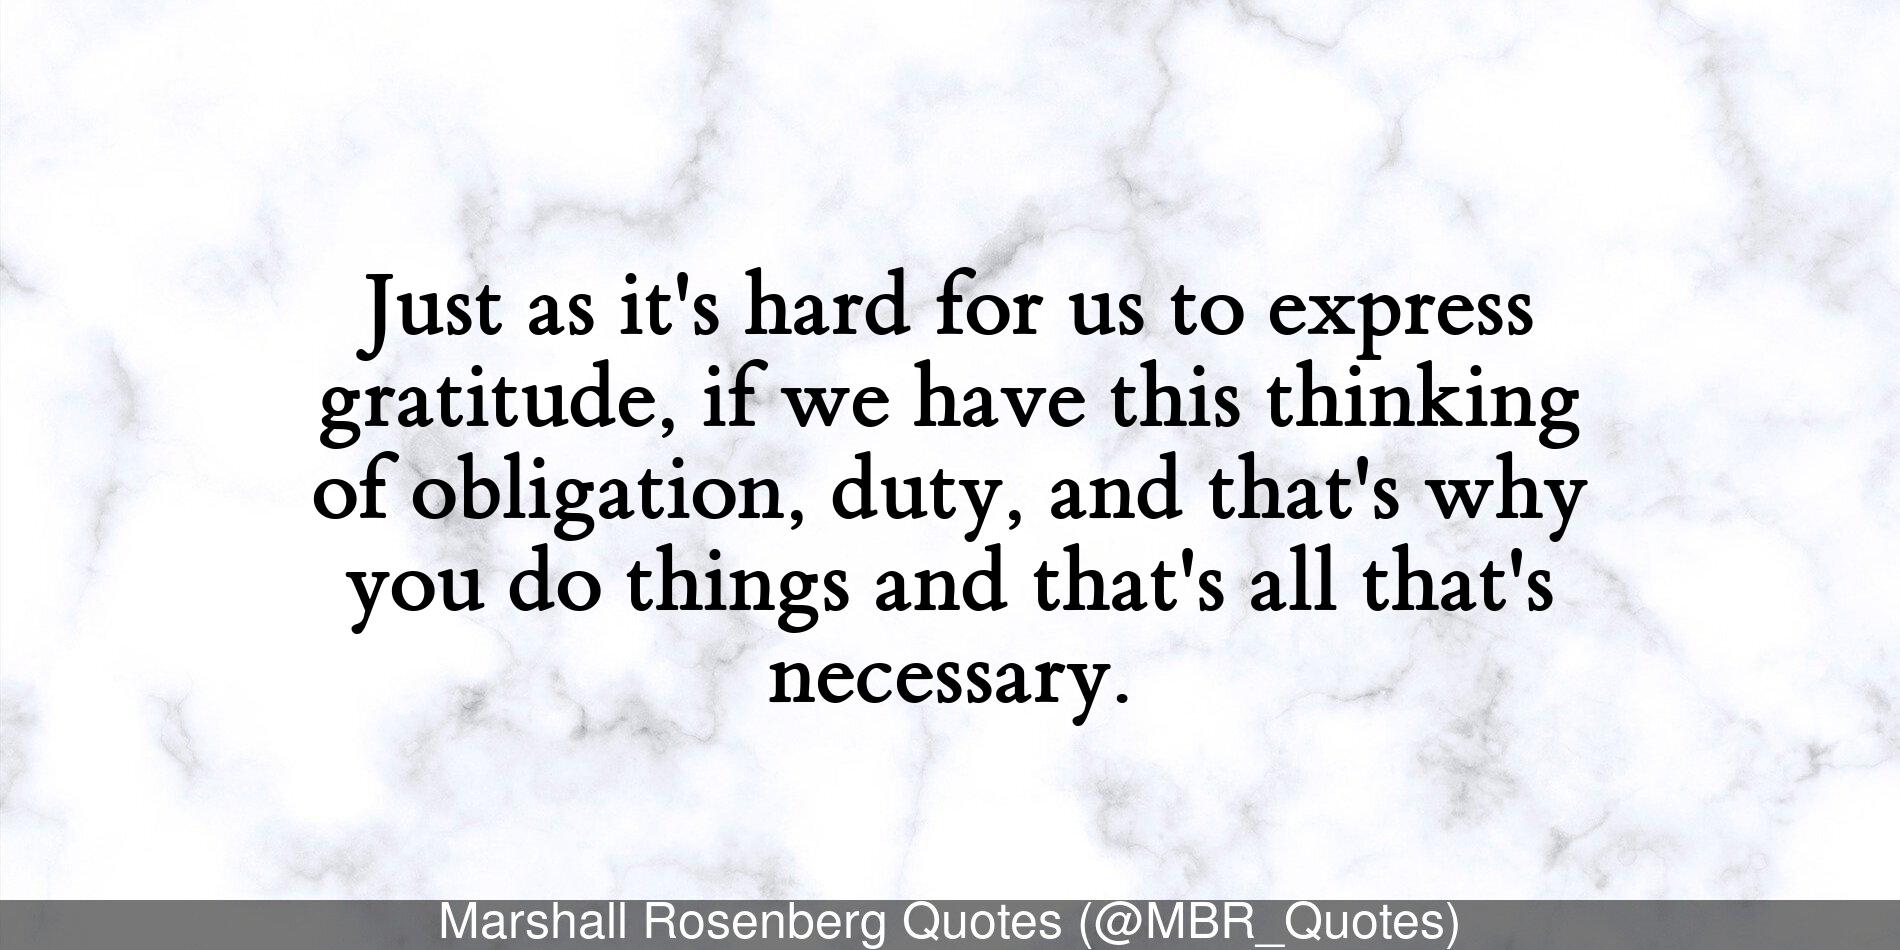 Just as it's hard for us to express
gratitude, if we have this thinking
of obligation, duty, and that's why
you do things and that's all that's
necessary.
Marshall Rosenberg Quotes (@MBR_Quotes)